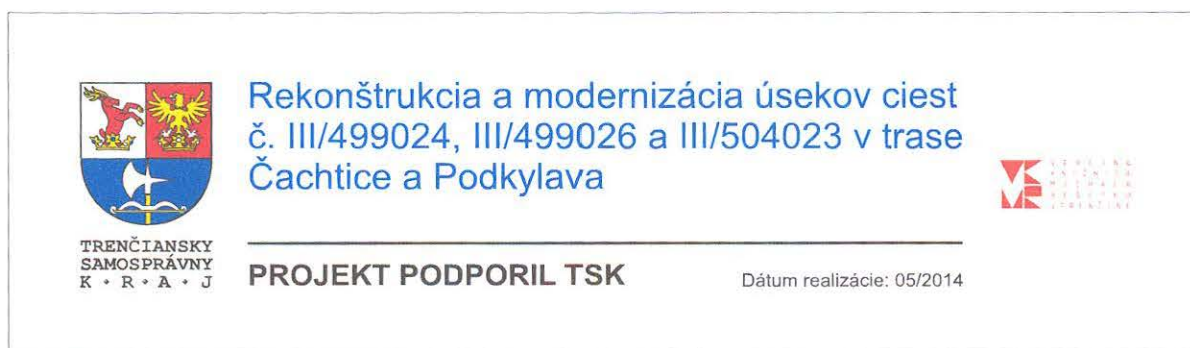 Rekonštrukcia a modernizácia úsekov ciest
č. III/499024, III/499026 a III/504023 v trase
Čachtice a Podkylava
TRENČIANSKY
SAMOSPRÁVNY
K • R • A • J
PROJEKT PODPORIL TSK
Dátum realizácie: 05/2014